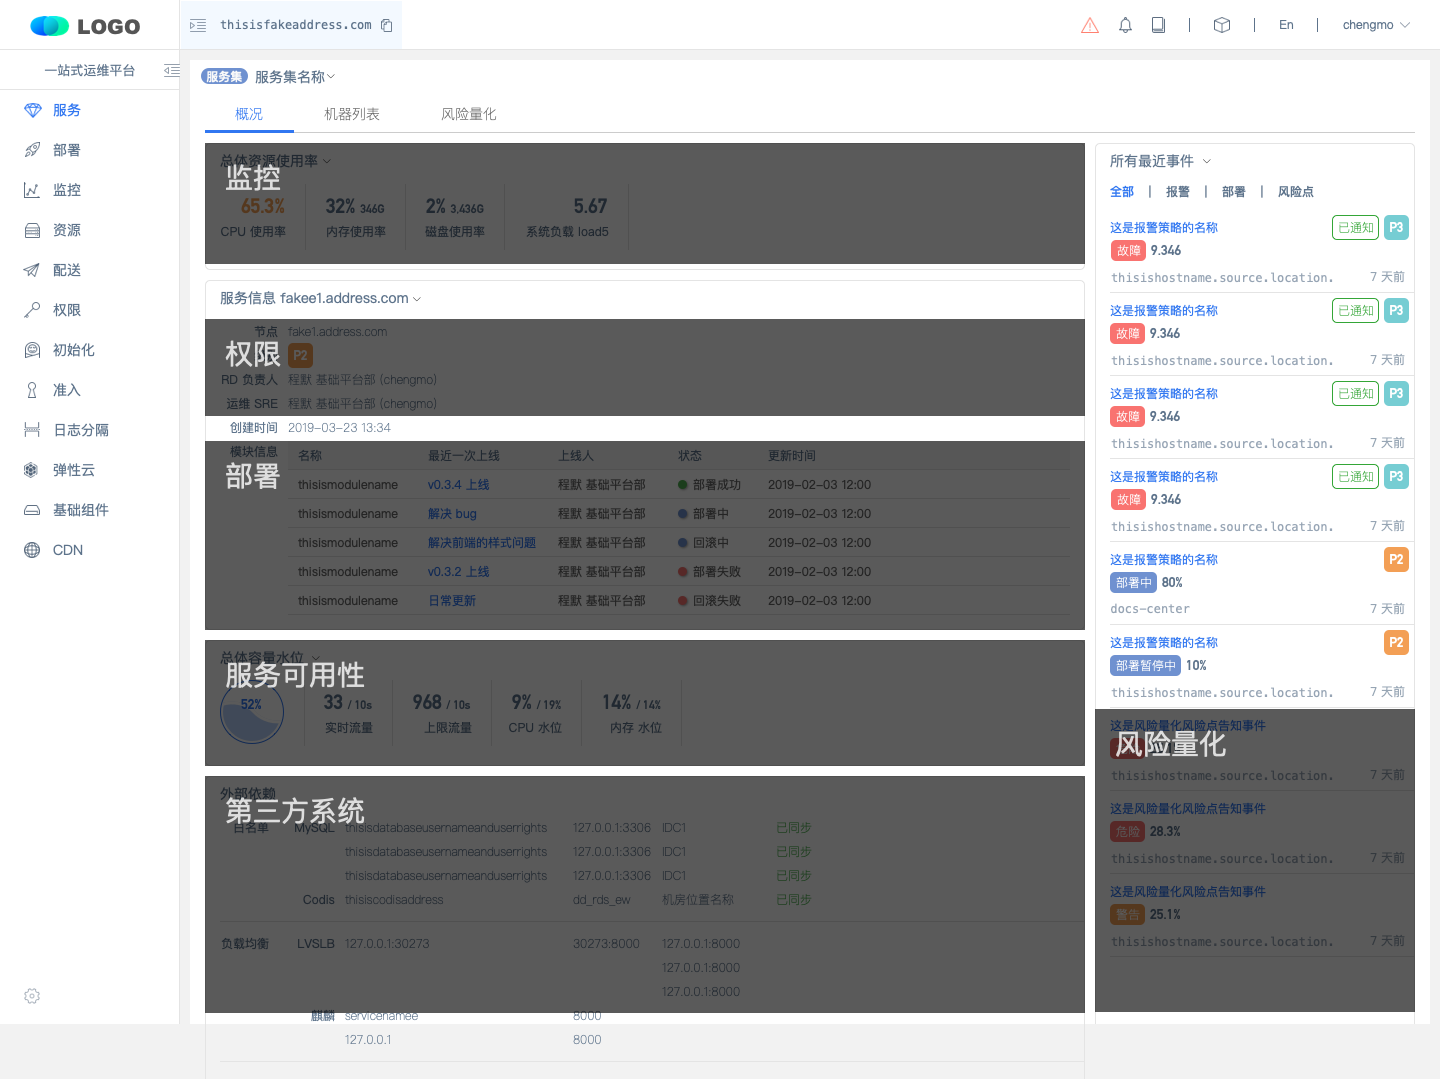 LOGO
thisisfakeaddress.com
En
chengmo
一站式运维平台
服务
部署
监控
资源
配送
权限
初始化
准入
日志分隔
弹性云
基础组件
CDN
服务集 服务集名称
概况 机器列表 风险量化
总体资源使用率
监控
65.3% 32% 346G 2% 3.436G 5.67
CPU 使用率 内存使用率 磁盘使用率 系统负载 load5
服务信息 fakee1.address.com
节点 fake1.address.com
权限
P2
RD 负责人 程默 基础平台部 (chengmo)
运维 SRE 程默 基础平台部 (chengmo)
创建时间 2019-03-23 13:34
模块信息 名称 最近一次上线 上线人 状态 更新时间
部署
thisismodulename v0.3.4 上线 程默 基础平台部 部署成功 2019-02-03 12:00
thisismodulename 解决 bug 程默 基础平台部 部署中 2019-02-03 12:00
thisismodulename 解决前端的样式问题 程默 基础平台部 回滚中 2019-02-03 12:00
thisismodulename v0.3.2 上线 程默 基础平台部 部署失败 2019-02-03 12:00
thisismodulename 日常更新 程默 基础平台部 回滚失败 2019-02-03 12:00
总体容量水位
服务可用性
52% 33 / 10s 968 / 10s 9% / 19% 14% / 14%
实时流量 上限流量 CPU 水位 内存 水位
外部依赖
第三方系统
白名单 MySQL thisisdatabaseusernameanduserrights 127.0.0.1:3306 IDC1 已同步
thisisdatabaseusernameanduserrights 127.0.0.1:3306 IDC1 已同步
thisisdatabaseusernameanduserrights 127.0.0.1:3306 IDC1 已同步
Codis thisiscodisaddress dd_rds_ew 机房位置名称 已同步
负载均衡 LVSLB 127.0.0.1:30273 30273:8000 127.0.0.1:8000
127.0.0.1:8000
127.0.0.1:8000
麒麟 servicenamee 8000
127.0.0.1 8000
所有最近事件
全部 | 报警 | 部署 | 风险点
这是报警策略的名称 已通知 P3
故障 9.346
thisishostname.source.location. 7 天前
这是报警策略的名称 已通知 P3
故障 9.346
thisishostname.source.location. 7 天前
这是报警策略的名称 已通知 P3
故障 9.346
thisishostname.source.location. 7 天前
这是报警策略的名称 已通知 P3
故障 9.346
thisishostname.source.location. 7 天前
这是报警策略的名称 P2
部署中 80%
docs-center 7 天前
这是报警策略的名称 P2
部署暂停中 10%
thisishostname.source.location. 7 天前
这是风险量化风险点告知事件
风险量化
thisishostname.source.location. 7 天前
这是风险量化风险点告知事件
危险 28.3%
thisishostname.source.location. 7 天前
这是风险量化风险点告知事件
警告 25.1%
thisishostname.source.location. 7 天前